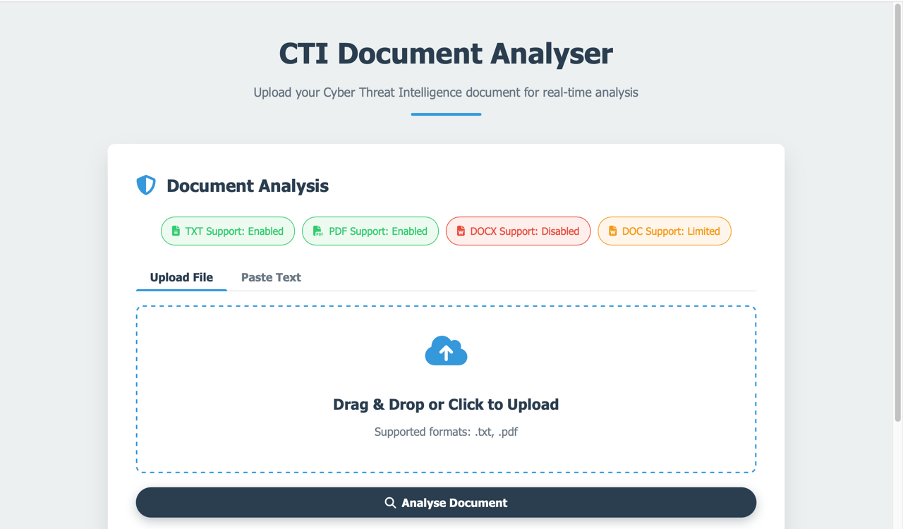 CTI Document Analyser
Upload your Cyber Threat Intelligence document for real-time analysis
Document Analysis
TXT Support: Enabled
PDF Support: Enabled
DOCX Support: Disabled
DOC Support: Limited
Upload File
Paste Text
Drag & Drop or Click to Upload
Supported formats: .txt, .pdf
Analyse Document